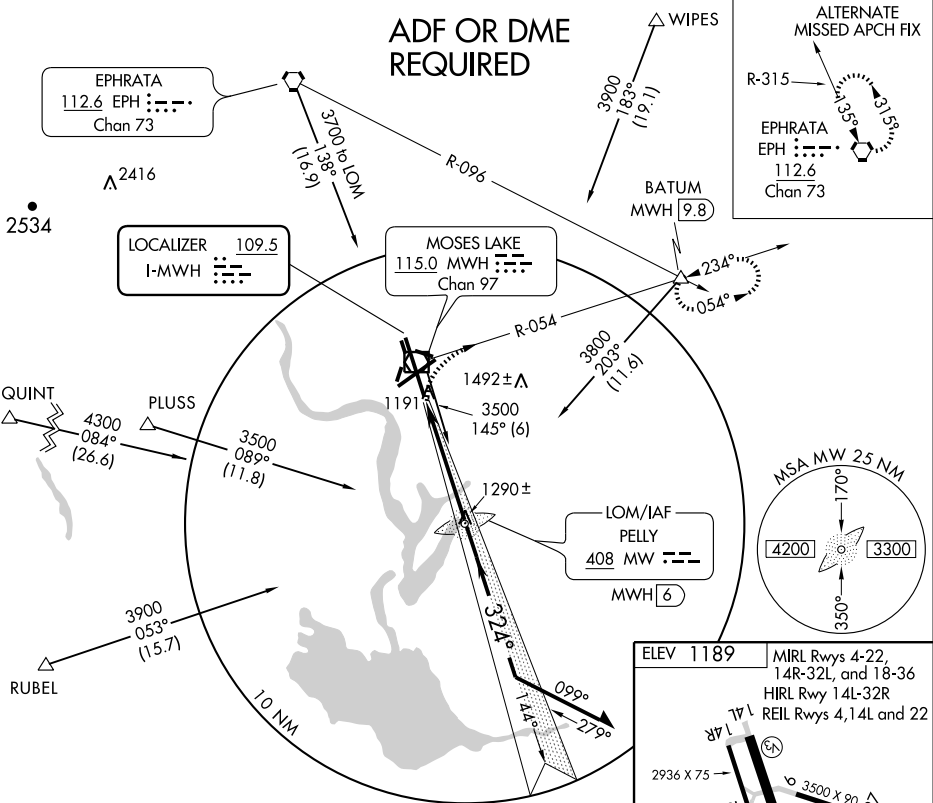 ADF OR DME
REQUIRED
WIPES
3900
183°
(19.1)
ALTERNATE
MISSED APCH FIX
R-315
135°
315°
EPHRATA
EPH
112.6
Chan 73
EPHRATA
112.6 EPH
Chan 73
3700 to LOM
138°
(16.9)
R-096
2416
2534
BATUM
MWH 9.8
LOCALIZER 109.5
I-MWH
MOSES LAKE
115.0 MWH
Chan 97
234°
054°
R-054
3800
203°
(11.6)
1492±
1191
3500
145° (6)
QUINT
4300
084°
(26.6)
PLUSS
3500
089°
(11.8)
1290±
LOM/IAF
PELLY
408 MW
MWH 6
MSA MW 25 NM
170°
4200
3300
350°
3900
053°
(15.7)
RUBEL
324°
099°
279°
144°
10 NM
ELEV 1189
MIRL Rwys 4-22,
14R-32L, and 18-36
HIRL Rwy 14L-32R
REIL Rwys 4,14L and 22
14R
14L
V3
2936 X 75
3500 X 90